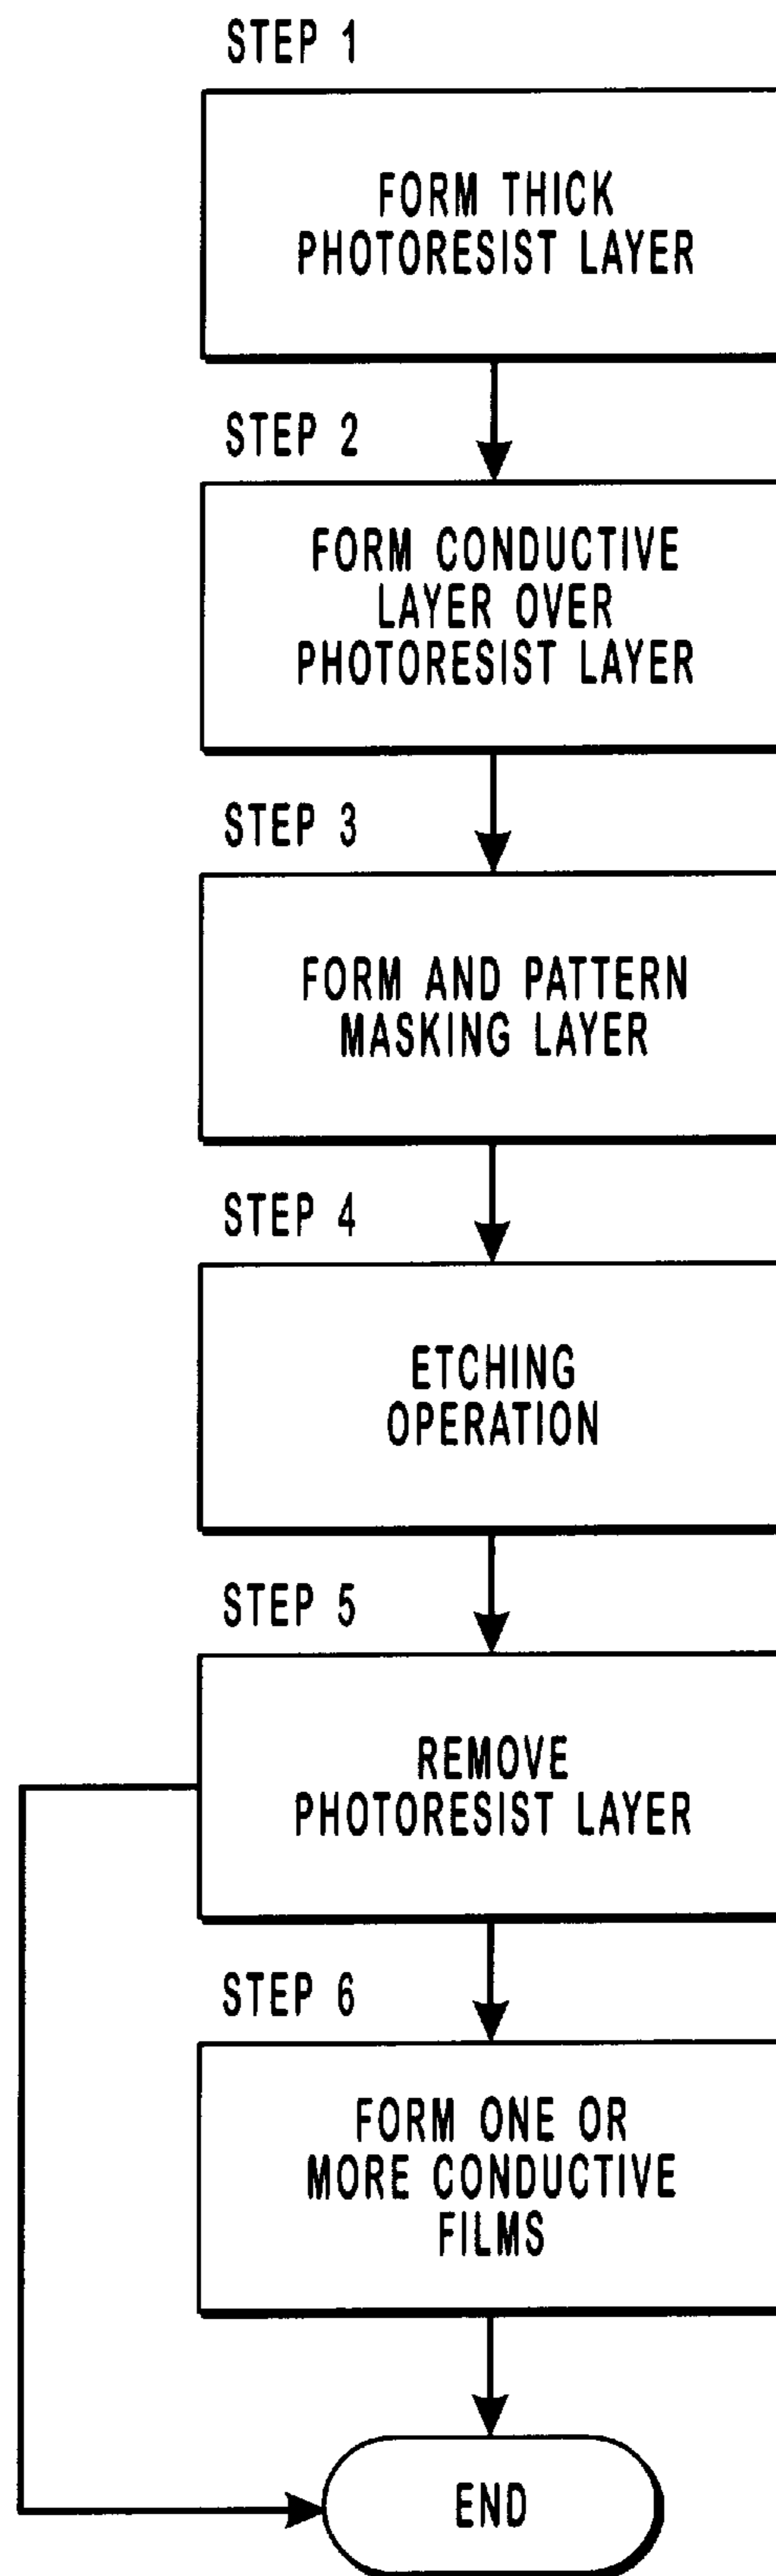 STEP 1
FORM THICK
PHOTORESIST LAYER
STEP 2
FORM CONDUCTIVE
LAYER OVER
PHOTORESIST LAYER
STEP 3
FORM AND PATTERN
MASKING LAYER
STEP 4
ETCHING
OPERATION
STEP 5
REMOVE
PHOTORESIST LAYER
STEP 6
FORM ONE OR
MORE CONDUCTIVE
FILMS
END